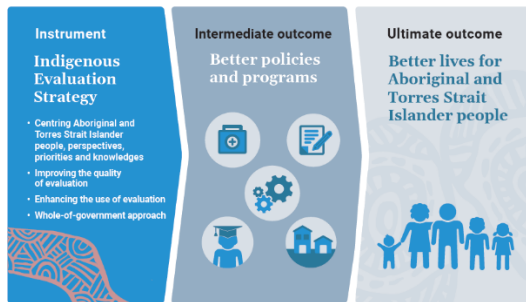 Instrument
Indigenous
Evaluation
Strategy
• Centring Aboriginal and
Torres Strait Islander
people, perspectives,
priorities and knowledges
• Improving the quality
of evaluation
• Enhancing the use of evaluation
• Whole-of-government approach
Intermediate outcome
Better policies
and programs
Ultimate outcome
Better lives for
Aboriginal and
Torres Strait
Islander people